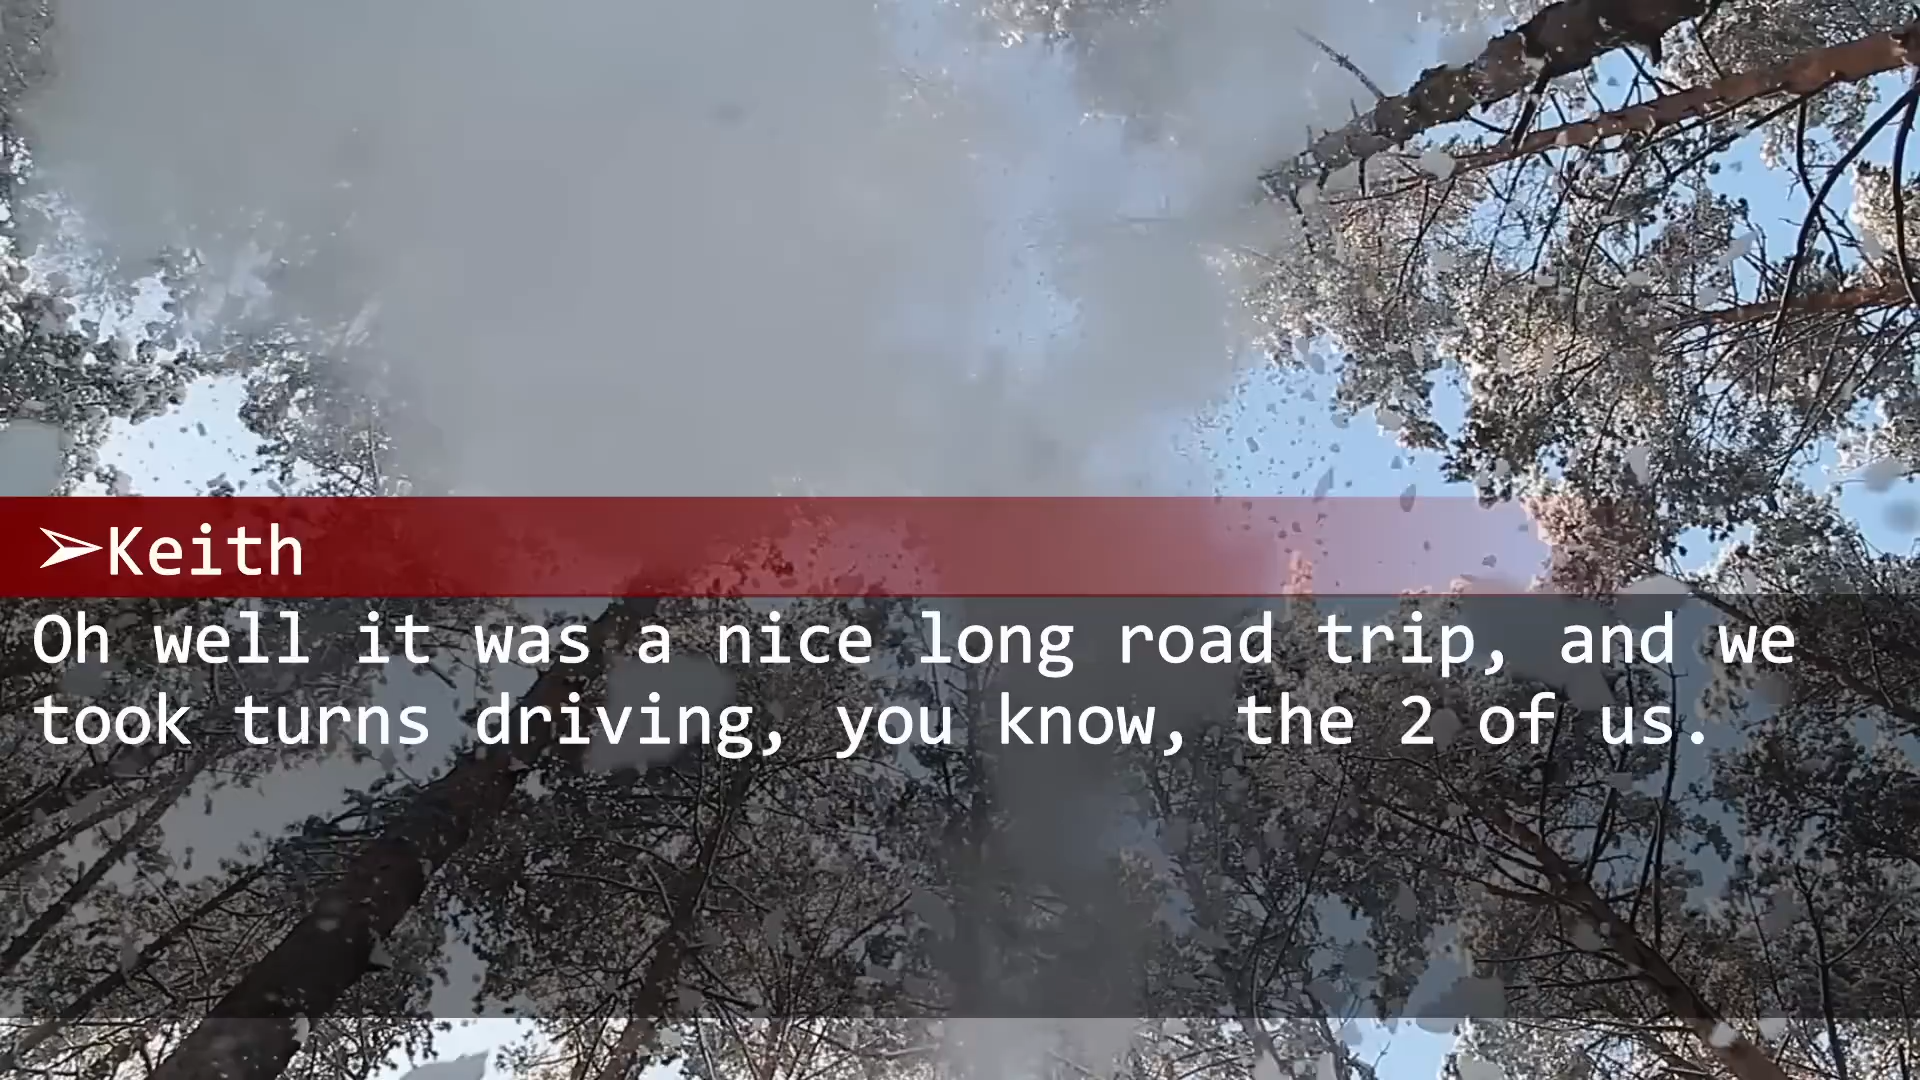 ➢Keith
Oh well it was a nice long road trip, and we
took turns driving, you know, the 2 of us.